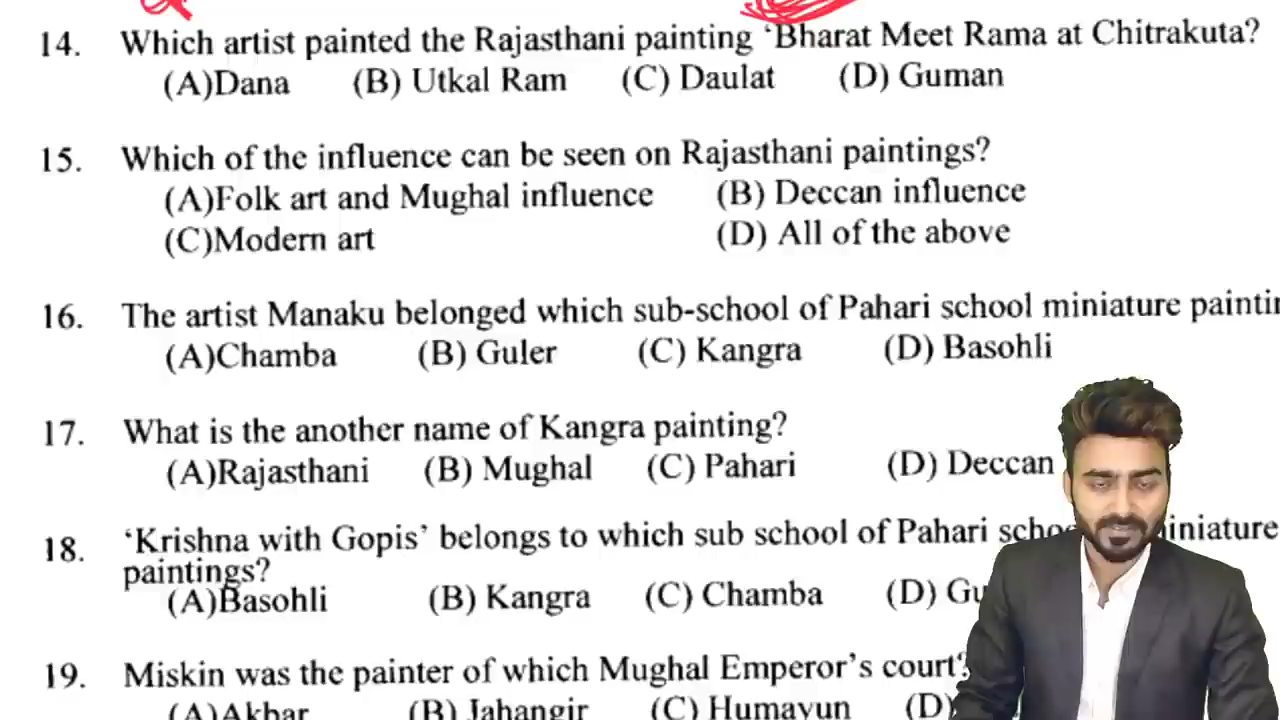 14. Which artist painted the Rajasthani painting ‘Bharat Meet Rama at Chitrakuta?
(A)Dana (B) Utkal Ram (C) Daulat (D) Guman
15. Which of the influence can be seen on Rajasthani paintings?
(A)Folk art and Mughal influence (B) Deccan influence
(C)Modern art (D) All of the above
16. The artist Manaku belonged which sub-school of Pahari school miniature
(A)Chamba (B) Guler (C) Kangra (D) Basohli
17. What is the another name of Kangra painting?
(A)Rajasthani (B) Mughal (C) Pahari (D) Deccan
18. ‘Krishna with Gopis’ belongs to which sub school of Pahari
paintings?
(A)Basohli (B) Kangra (C) Chamba (D)
19. Miskin was the painter of which Mughal Emperor’s court?
(A)Akbar (B) Jahangir (C) Humayun (D)